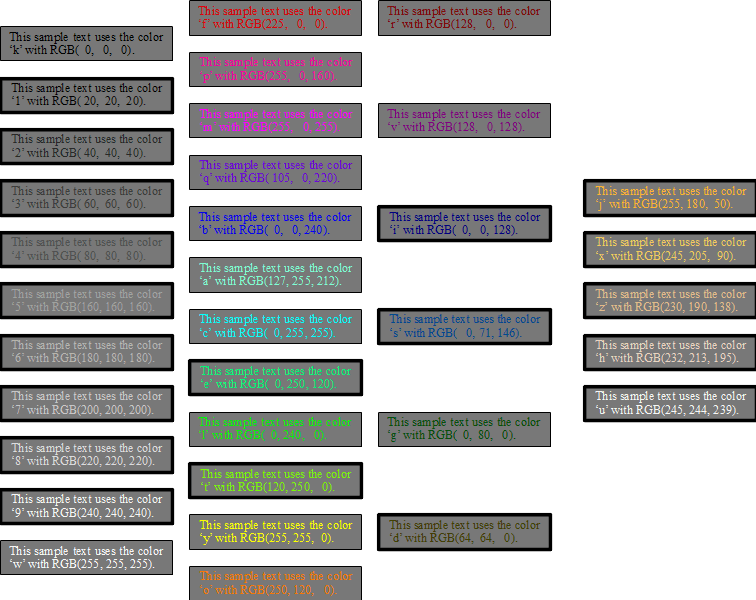 This sample text uses the color
‘k’ with RGB( 0, 0, 0).
This sample text uses the color
‘1’ with RGB( 20, 20, 20).
This sample text uses the color
‘2’ with RGB( 40, 40, 40).
This sample text uses the color
‘3’ with RGB( 60, 60, 60).
This sample text uses the color
‘4’ with RGB( 80, 80, 80).
This sample text uses the color
‘5’ with RGB(160, 160, 160).
This sample text uses the color
‘6’ with RGB(180, 180, 180).
This sample text uses the color
‘7’ with RGB(200, 200, 200).
This sample text uses the color
‘8’ with RGB(220, 220, 220).
This sample text uses the color
‘9’ with RGB(240, 240, 240).
This sample text uses the color
‘w’ with RGB(255, 255, 255).
This sample text uses the color
‘f’ with RGB(225, 0, 0).
This sample text uses the color
‘p’ with RGB(255, 0, 160).
This sample text uses the color
‘m’ with RGB(255, 0, 255).
This sample text uses the color
‘q’ with RGB( 105, 0, 220).
This sample text uses the color
‘b’ with RGB( 0, 0, 240).
This sample text uses the color
‘a’ with RGB(127, 255, 212).
This sample text uses the color
‘c’ with RGB( 0, 255, 255).
This sample text uses the color
‘e’ with RGB( 0, 250, 120).
This sample text uses the color
‘l’ with RGB( 0, 240, 0).
This sample text uses the color
‘t’ with RGB(120, 250, 0).
This sample text uses the color
‘y’ with RGB(255, 255, 0).
This sample text uses the color
‘o’ with RGB(250, 120, 0).
This sample text uses the color
‘r’ with RGB(128, 0, 0).
This sample text uses the color
‘v’ with RGB(128, 0, 128).
This sample text uses the color
‘i’ with RGB( 0, 0, 128).
This sample text uses the color
‘s’ with RGB( 0, 71, 146).
This sample text uses the color
‘g’ with RGB( 0, 80, 0).
This sample text uses the color
‘d’ with RGB(64, 64, 0).
This sample text uses the color
‘j’ with RGB(255, 180, 50).
This sample text uses the color
‘x’ with RGB(245, 205, 90).
This sample text uses the color
‘z’ with RGB(230, 190, 138).
This sample text uses the color
‘h’ with RGB(232, 213, 195).
This sample text uses the color
‘u’ with RGB(245, 244, 239).